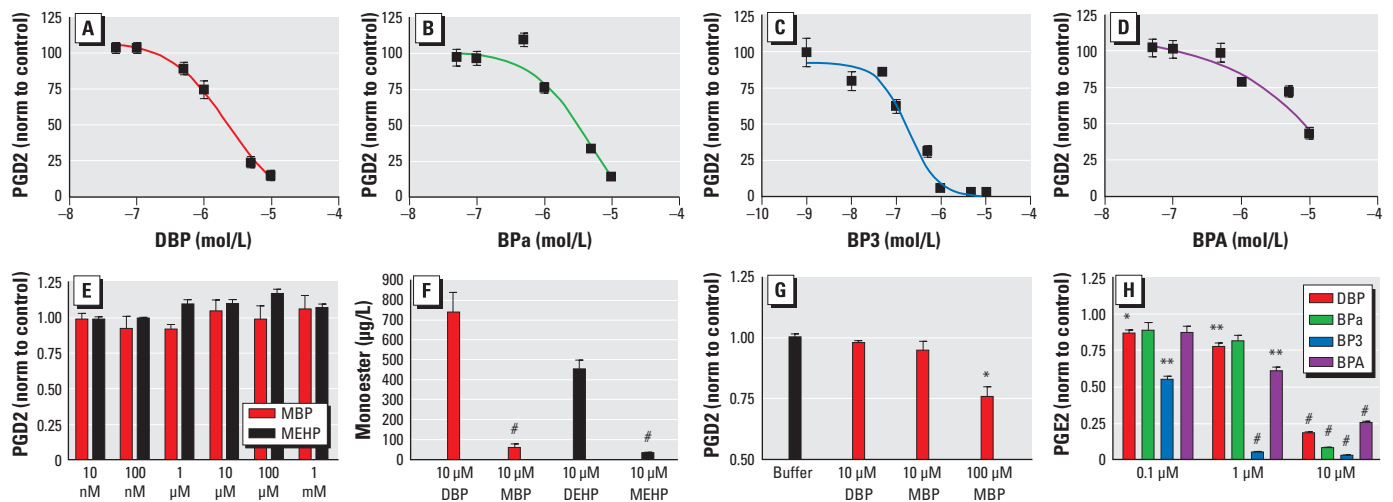 A
PGD2 (norm to control)
125
100
75
50
25
0
–8
–7
–6
–5
–4
DBP (mol/L)
B
PGD2 (norm to control)
125
100
75
50
25
0
–8
–7
–6
–5
–4
BPa (mol/L)
C
PGD2 (norm to control)
125
100
75
50
25
0
–10
–9
–8
–7
–6
–5
–4
BP3 (mol/L)
D
PGD2 (norm to control)
125
100
75
50
25
0
–8
–7
–6
–5
–4
BPA (mol/L)
E
PGD2 (norm to control)
1.25
1.00
0.75
0.50
0.25
0.00
MBP
MEHP
10 100 1 10 100 1
nM nM µM µM µM mM
F
Monoester (µg/L)
900
800
700
600
500
400
300
200
100
0
#
#
10 µM 10 µM 10 µM 10 µM
DBP MBP DEHP MEHP
G
PGD2 (norm to control)
1.25
1.00
0.75
0.50
*
Buffer 10 µM 10 µM 100 µM
DBP MBP MBP
H
PGE2 (norm to control)
1.25
1.00
0.75
0.50
0.25
0.00
DBP
BPa
BP3
BPA
*
**
**
#
**
#
#
#
#
0.1 µM 1 µM 10 µM